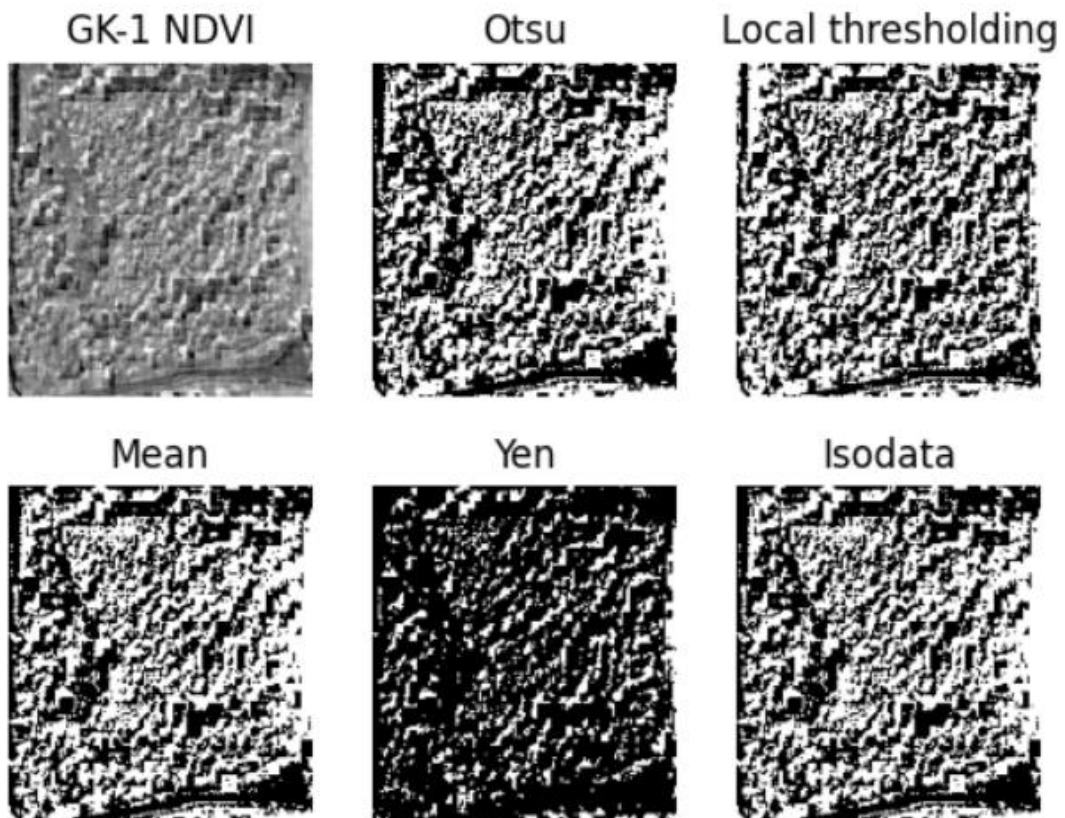 GK-1 NDVI
Otsu
Local thresholding
Mean
Yen
Isodata